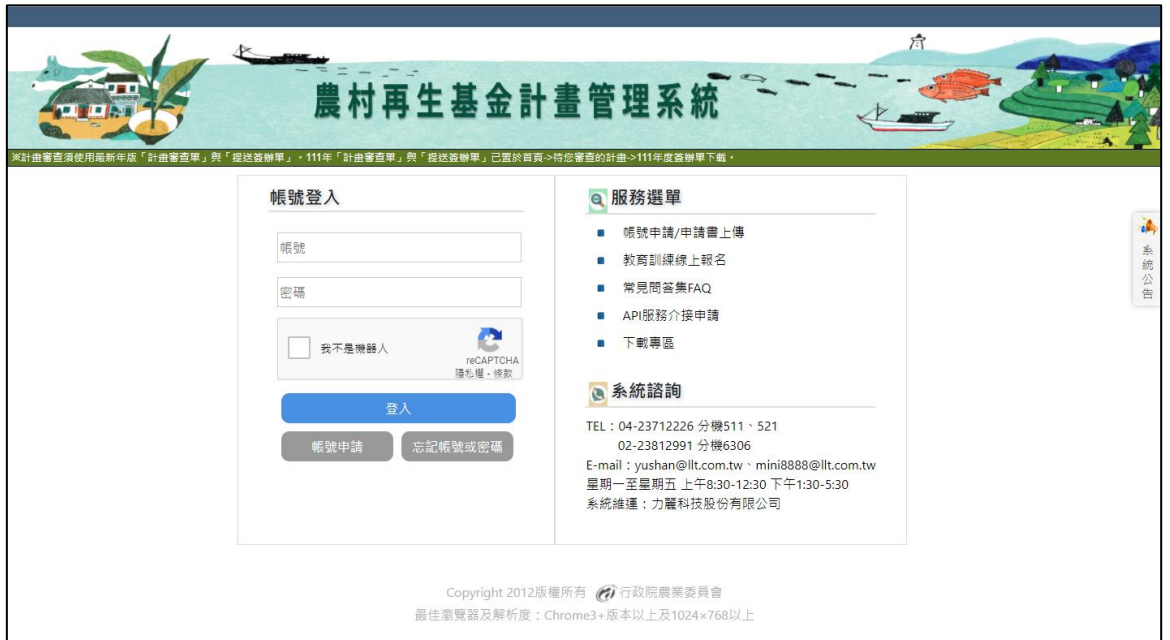 農村再生基金計畫管理系統
※計畫審查須使用最新年版「計畫審查單」與「提送簽辦單」。111年「計畫審查單」與「提送簽辦單」已置於首頁->待您審查的計畫->111年度簽辦單下載。
帳號登入
帳號
密碼
我不是機器人
reCAPTCHA
隱私權 - 條款
登入
帳號申請
忘記帳號或密碼
服務選單
帳號申請/申請書上傳
教育訓練線上報名
常見問答集FAQ
API服務介接申請
下載專區
系統諮詢
TEL：04-23712226 分機511、521
02-23812991 分機6306
E-mail：yushan@llt.com.tw、mini8888@llt.com.tw
星期一至星期五 上午8:30-12:30 下午1:30-5:30
系統維運：力麗科技股份有限公司
系統公告
Copyright 2012版權所有 行政院農業委員會
最佳瀏覽器及解析度：Chrome3+版本以上及1024×768以上